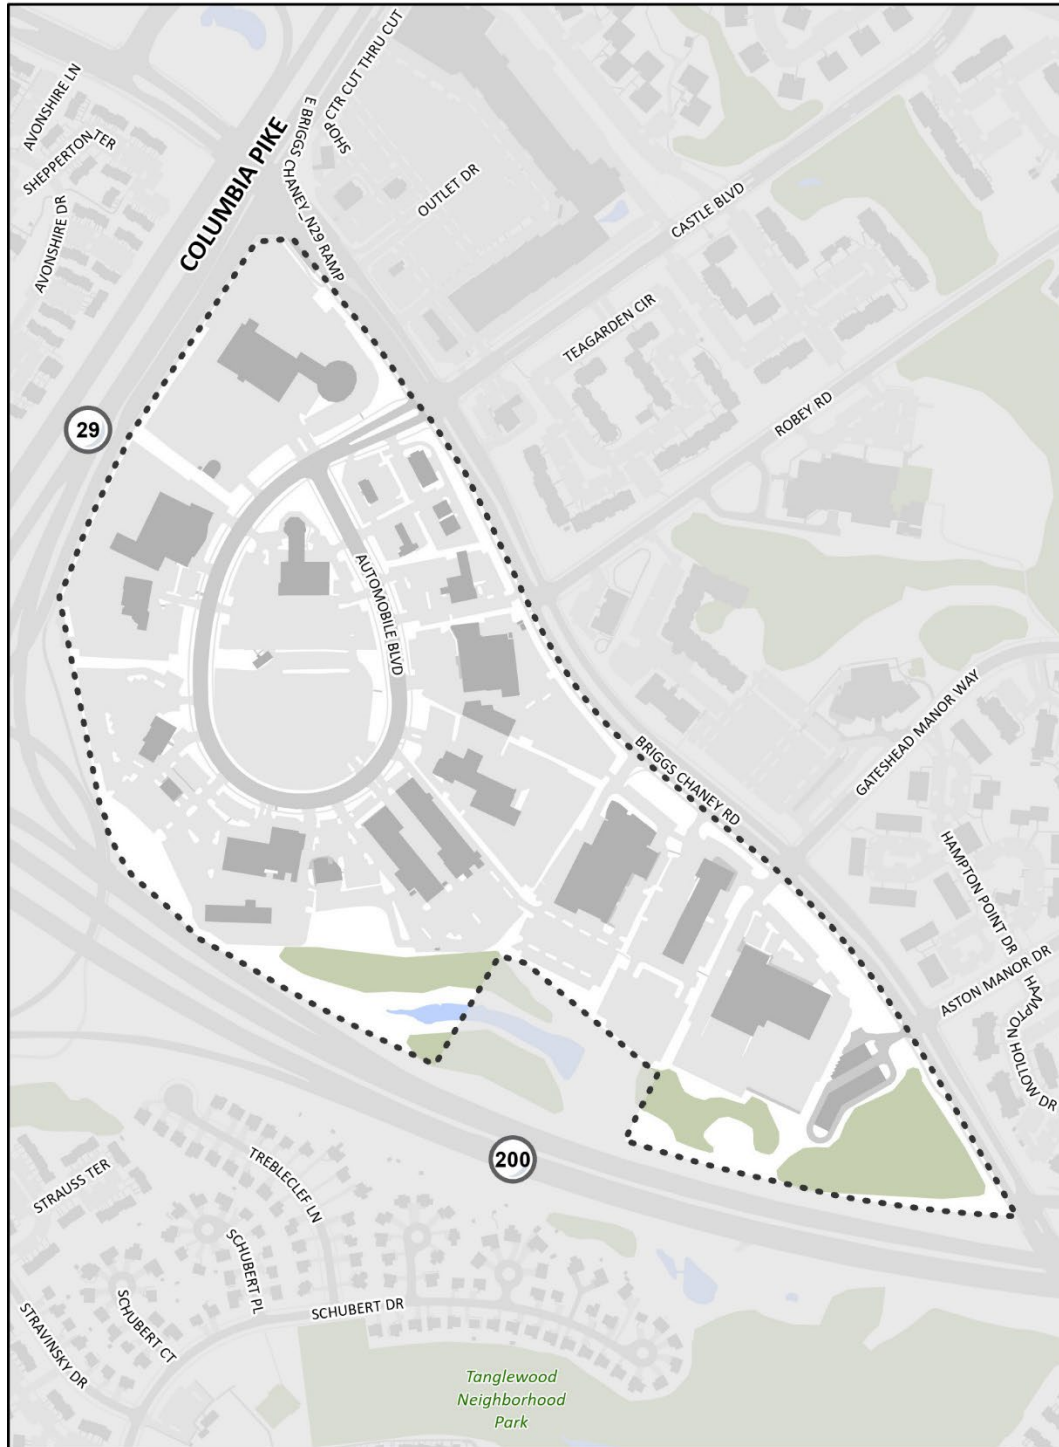 AVONSHIRE LN
SHEPPERTON TER
AVONSHIRE DR
COLUMBIA PIKE
E BRIGGS CHANEY_N29 RAMP
SHOP CTR CUT THRU CUT
OUTLET DR
CASTLE BLVD
TEAGARDEN CIR
ROBEY RD
29
AUTOMOBILE BLVD
BRIGGS CHANEY RD
GATESHEAD MANOR WAY
HAMPTON POINT DR
ASTON MANOR DR
HAMPTON HOLLOW DR
200
STRAUSS TER
TREBLECLEF LN
SCHUBERT PL
SCHUBERT CT
SCHUBERT DR
STRAVINSKY DR
Tanglewood
Neighborhood
Park